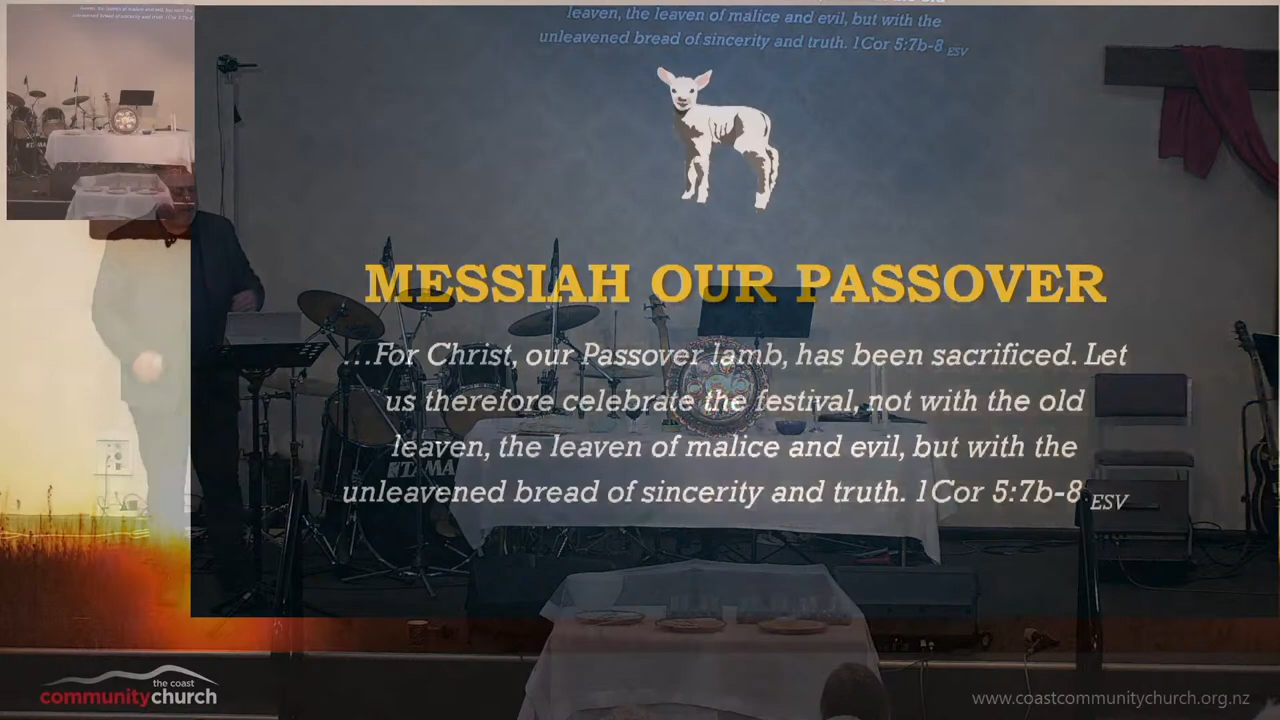 leaven, the leaven of malice and evil, but with the
unleavened bread of sincerity and truth. 1Cor 5:7b-8 ESV
MESSIAH OUR PASSOVER
...For Christ, our Passover lamb, has been sacrificed. Let
us therefore celebrate the festival, not with the old
leaven, the leaven of malice and evil, but with the
unleavened bread of sincerity and truth. 1Cor 5:7b-8 ESV
TAMA
the coast
communitychurch
www.coastcommunitychurch.org.nz